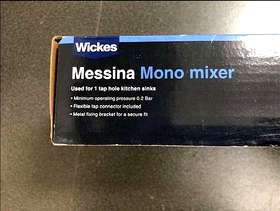 Wickes
Messina Mono mixer
Used for 1 tap hole kitchen sinks
• Minimum operating pressure 0.2 Bar
• Flexible tap connector included
• Metal fixing bracket for a secure fit